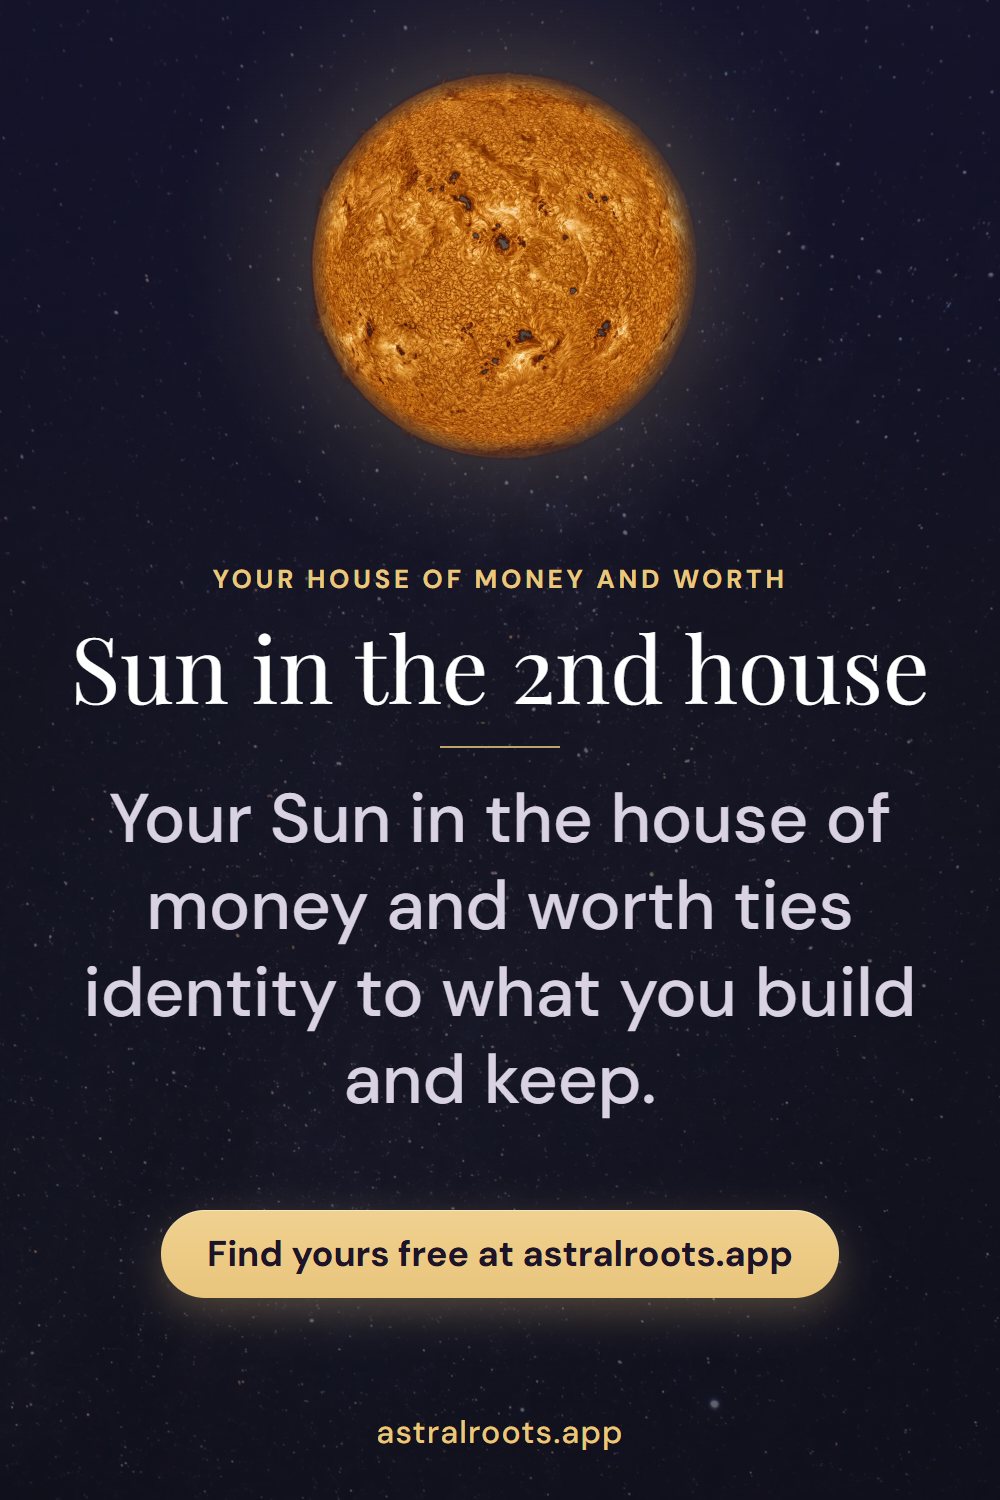 YOUR HOUSE OF MONEY AND WORTH
Sun in the 2nd house
Your Sun in the house of
money and worth ties
identity to what you build
and keep.
Find yours free at astralroots.app
astralroots.app